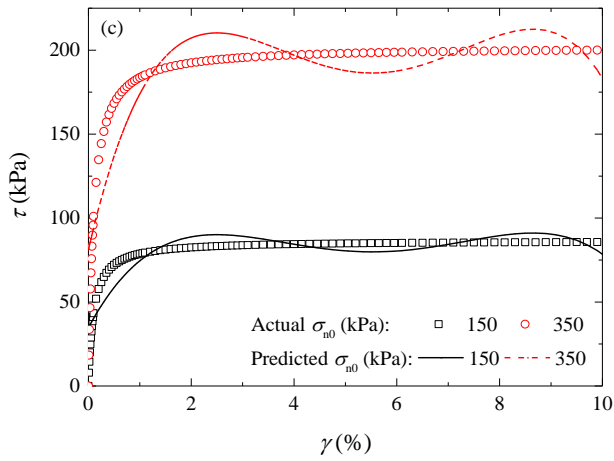 (c)
200
150
100
50
0
τ (kPa)
Actual σn0 (kPa): 150 350
Predicted σn0 (kPa): 150 350
0 2 4 6 8 10
γ (%)